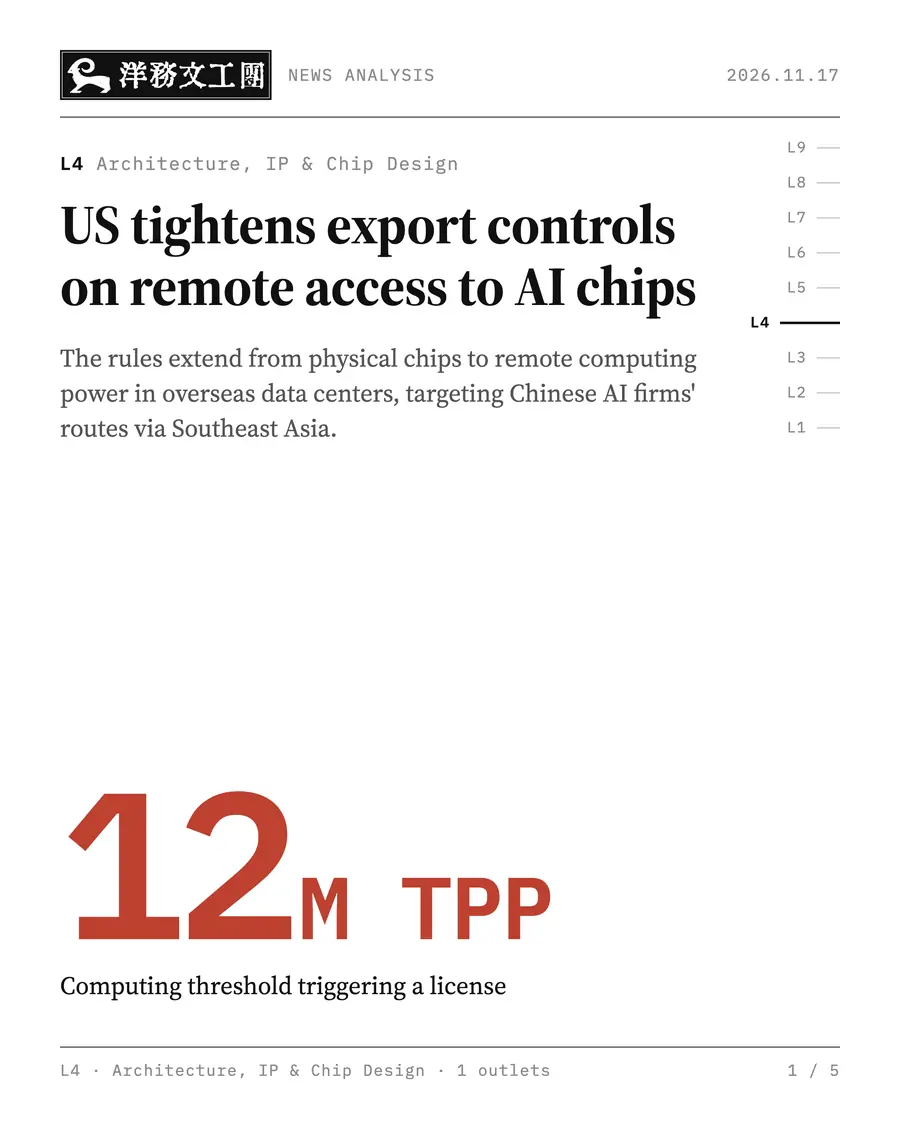 洋務文工團 NEWS ANALYSIS 2026.11.17
L4 Architecture, IP & Chip Design
US tightens export controls
on remote access to AI chips
The rules extend from physical chips to remote computing
power in overseas data centers, targeting Chinese AI firms'
routes via Southeast Asia.
L9
L8
L7
L6
L5
L4
L3
L2
L1
12M TPP
Computing threshold triggering a license
L4 · Architecture, IP & Chip Design · 1 outlets 1 / 5